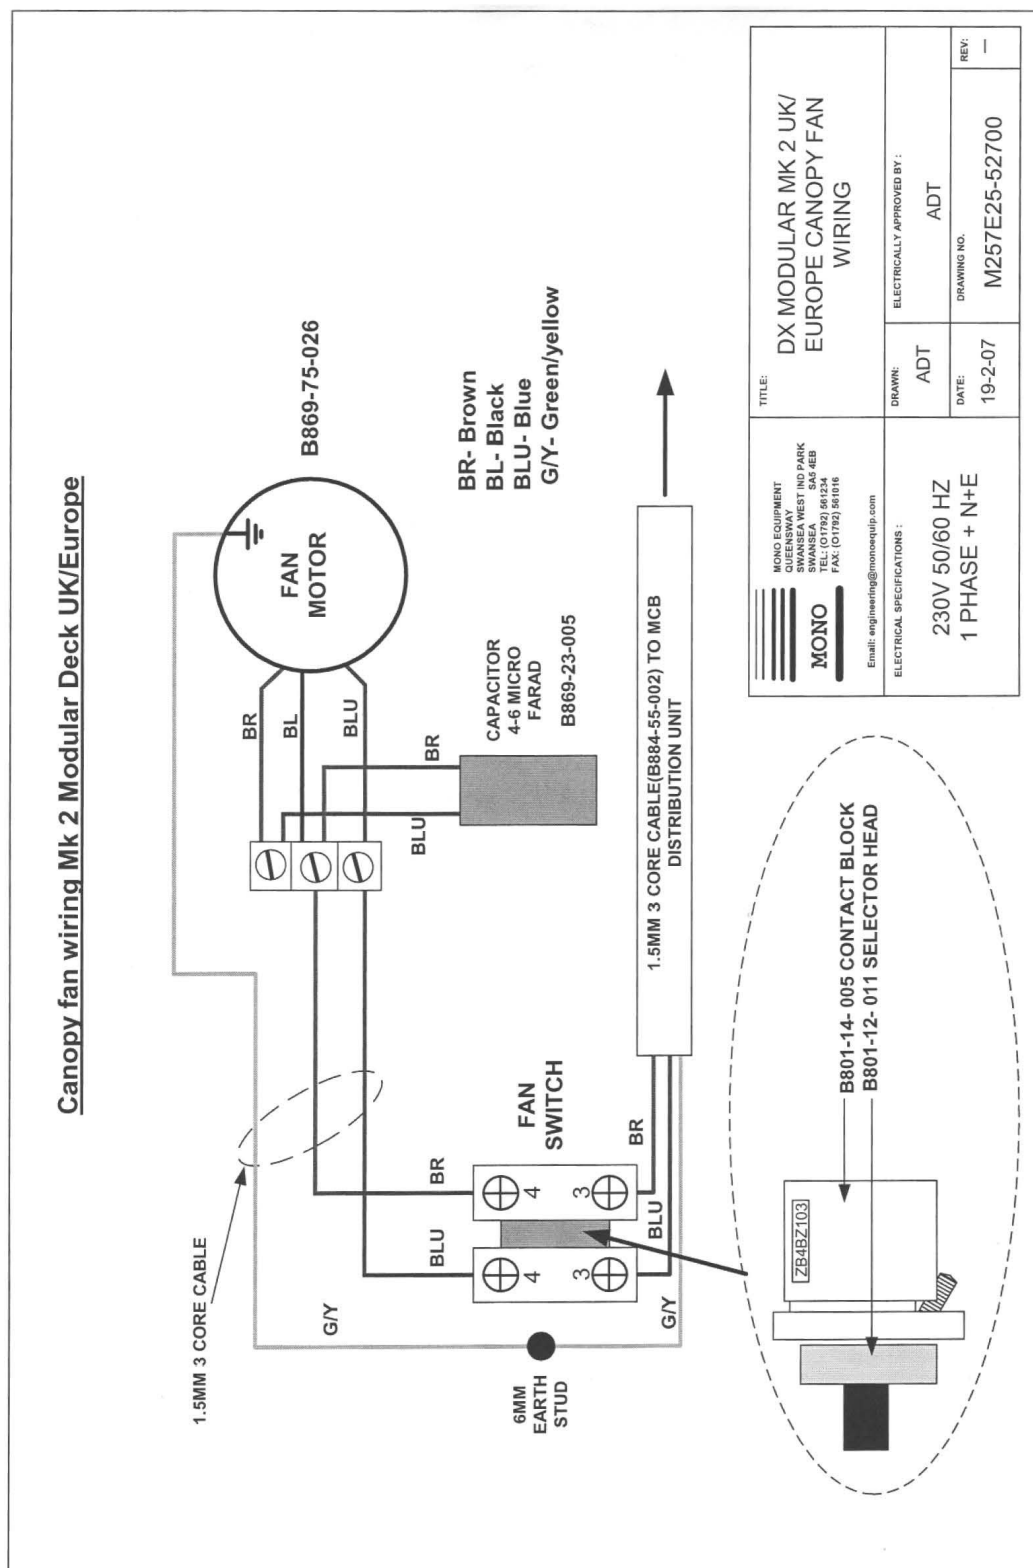 Canopy fan wiring Mk 2 Modular Deck UK/Europe
1.5MM 3 CORE CABLE
G/Y
BLU
BR
4
4
3
3
FAN
SWITCH
6MM
EARTH
STUD
G/Y
BLU
BR
BR
BL
BLU
FAN
MOTOR
B869-75-026
BLU
BR
CAPACITOR
4-6 MICRO
FARAD
B869-23-005
BR- Brown
BL- Black
BLU- Blue
G/Y- Green/yellow
1.5MM 3 CORE CABLE(B884-55-002) TO MCB
DISTRIBUTION UNIT
ZB4BZ103
B801-14- 005 CONTACT BLOCK
B801-12- 011 SELECTOR HEAD
MONO
MONO EQUIPMENT
QUEENSWAY
SWANSEA WEST IND PARK
SWANSEA SA5 4EB
TEL: (O1792) 561234
FAX: (O1792) 561016
Email: engineering@monoequip.com
TITLE:
DX MODULAR MK 2 UK/
EUROPE CANOPY FAN
WIRING
ELECTRICAL SPECIFICATIONS :
230V 50/60 HZ
1 PHASE + N+E
DRAWN:
ADT
ELECTRICALLY APPROVED BY :
ADT
DATE:
19-2-07
DRAWING NO.
M257E25-52700
REV:
—